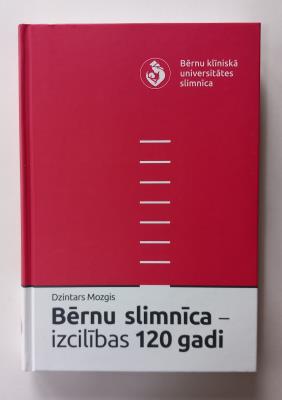 Bērnu klīniskā
universitātes
slimnīca
Dzintars Mozgis
Bērnu slimnīca –
izcilības 120 gadi